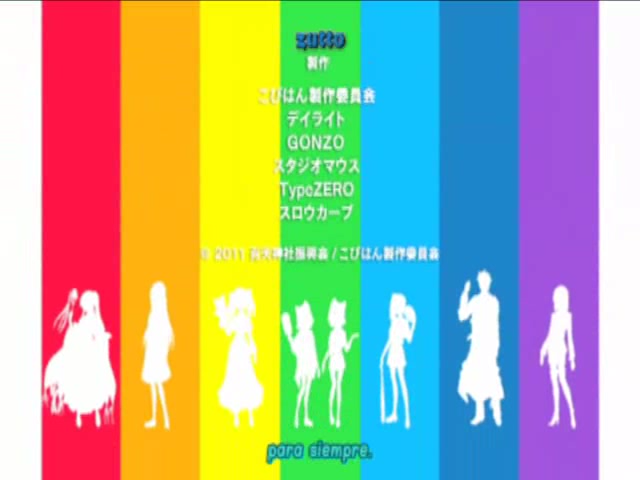 zutto
製作
こびはん製作委員会
デイライト
GONZO
スタジオマウス
TypeZERO
スロウカーブ
© 2011 神社振興会 / こびはん製作委員会
para siempre.